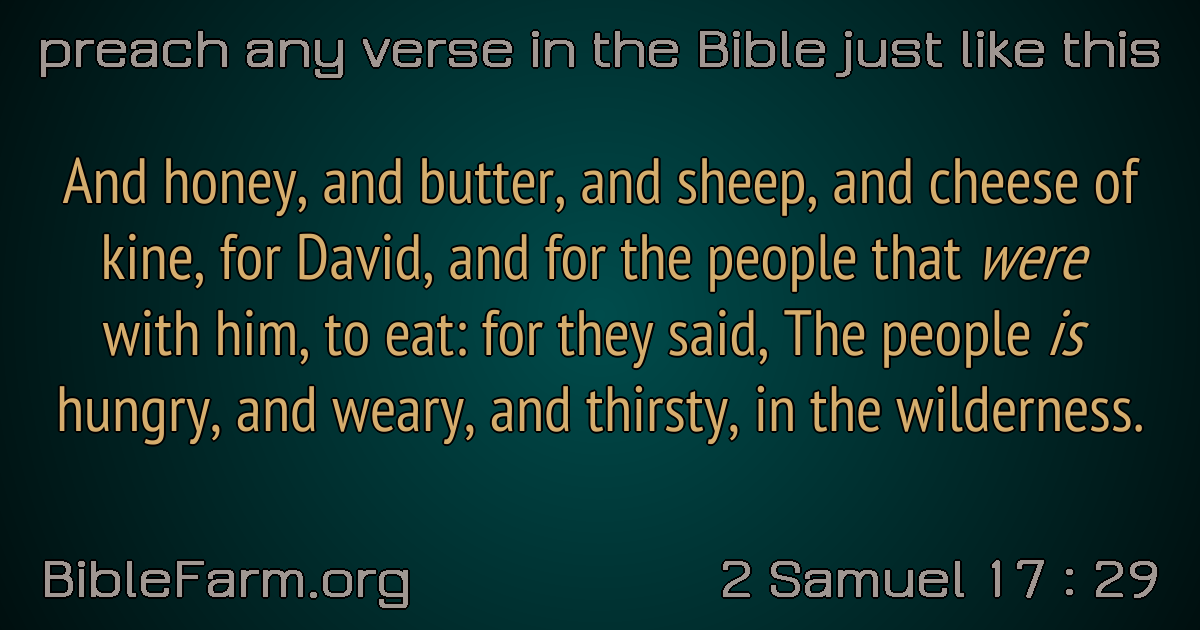 preach any verse in the Bible just like this
And honey, and butter, and sheep, and cheese of
kine, for David, and for the people that were
with him, to eat: for they said, The people is
hungry, and weary, and thirsty, in the wilderness.
BibleFarm.org
2 Samuel 17 : 29